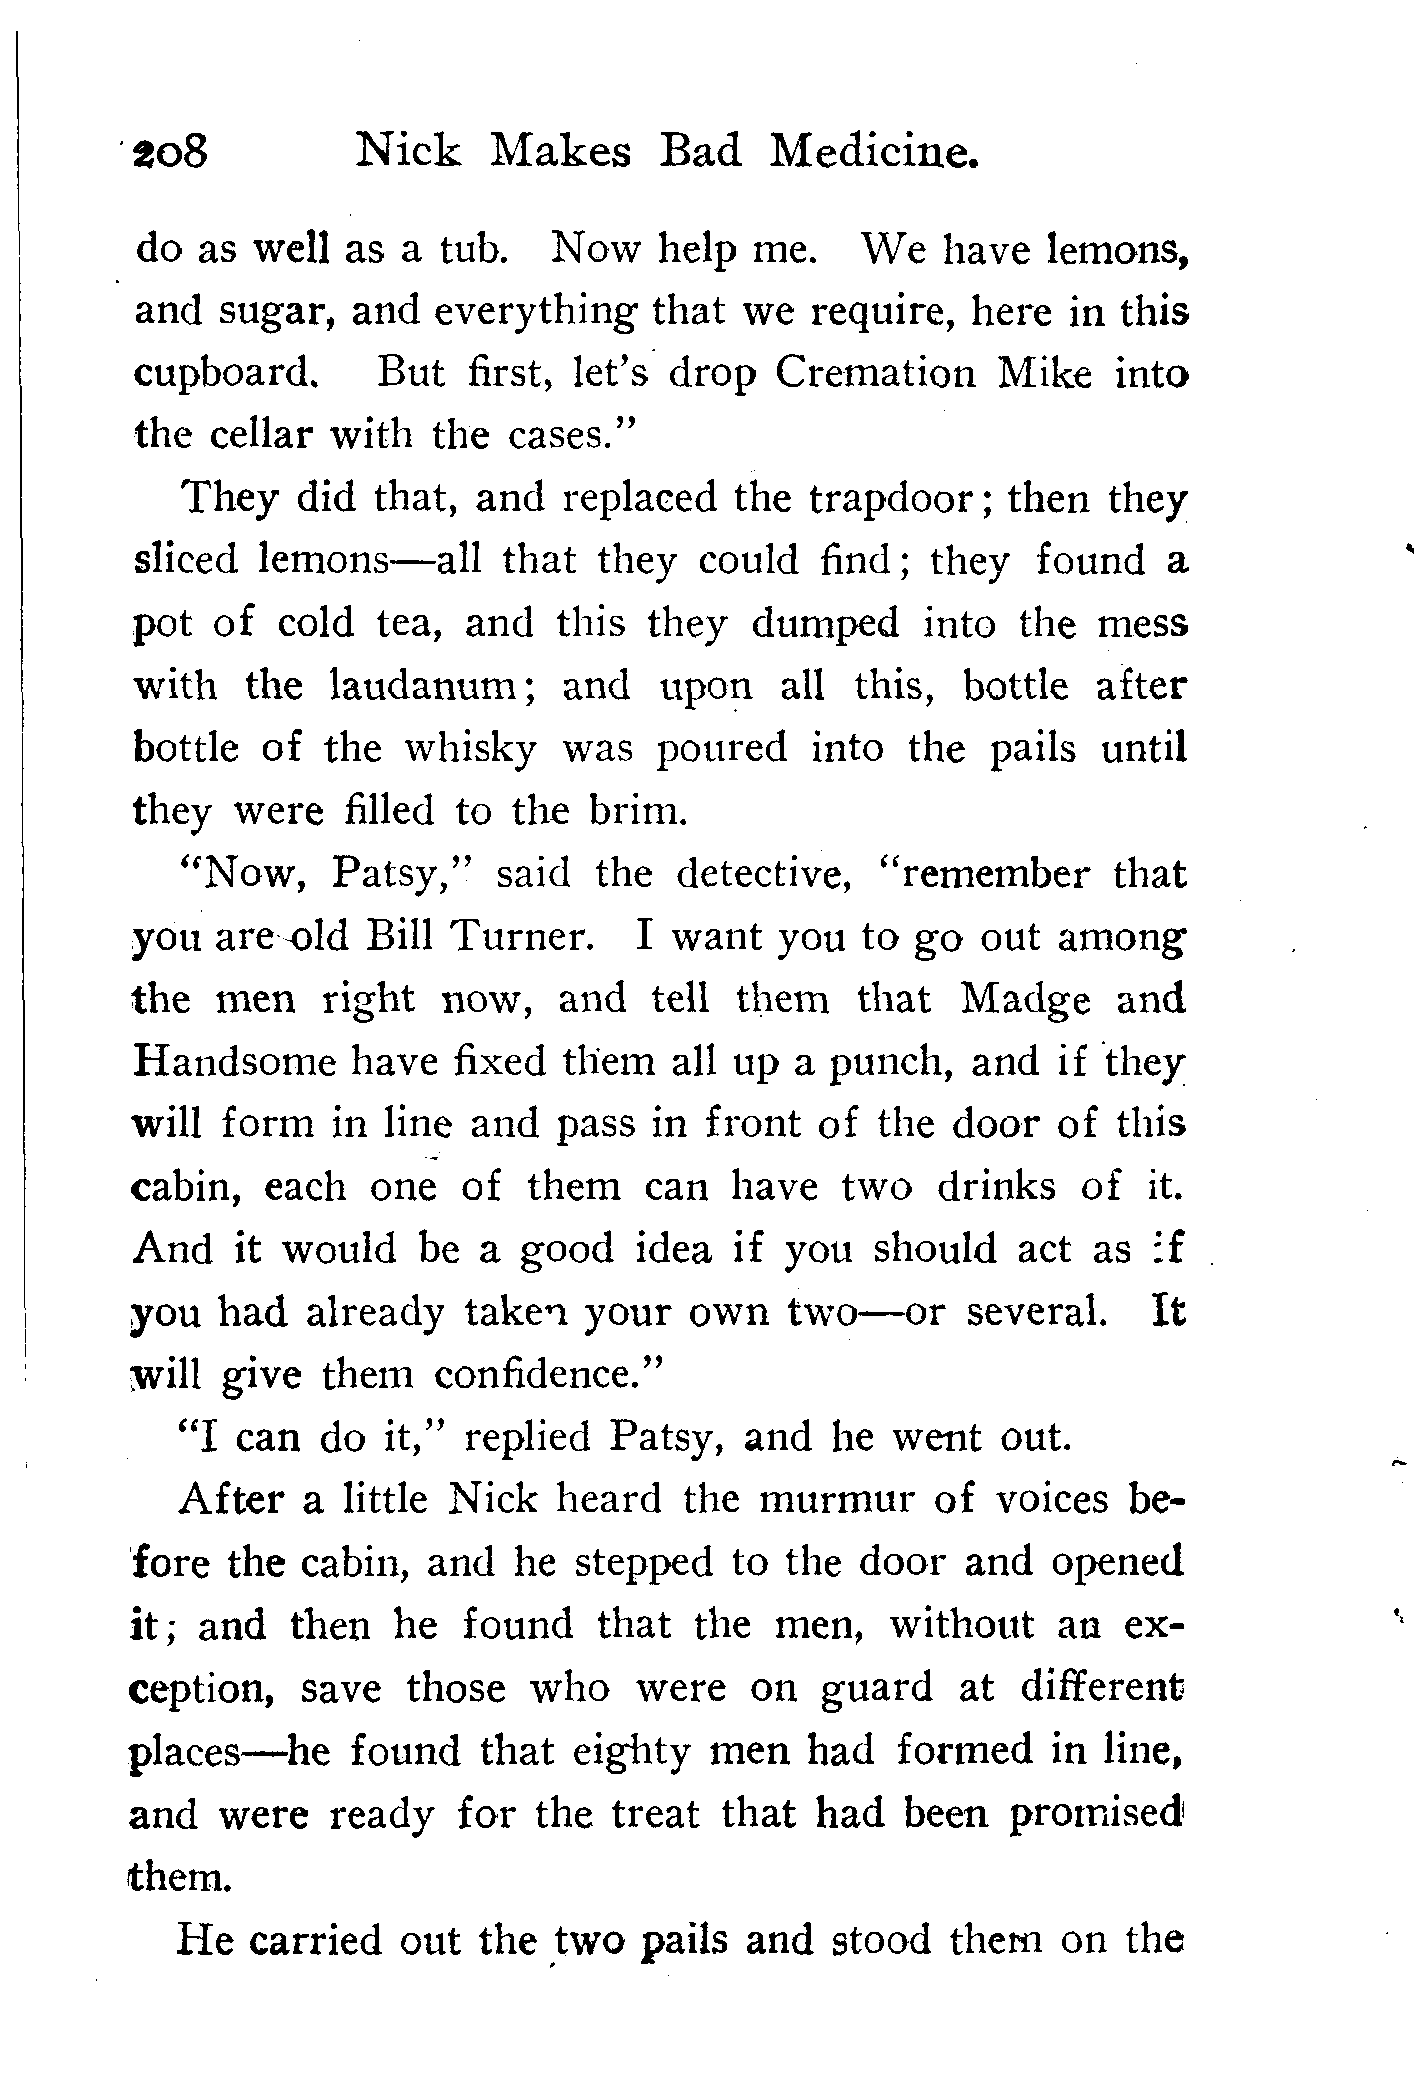 208 Nick Makes Bad Medicine.
do as well as a tub. Now help me. We have lemons,
and sugar, and everything that we require, here in this
cupboard. But first, let's drop Cremation Mike into
the cellar with the cases."
They did that, and replaced the trapdoor; then they
sliced lemons—all that they could find; they found a
pot of cold tea, and this they dumped into the mess
with the laudanum; and upon all this, bottle after
bottle of the whisky was poured into the pails until
they were filled to the brim.
"Now, Patsy," said the detective, "remember that
you are old Bill Turner. I want you to go out among
the men right now, and tell them that Madge and
Handsome have fixed them all up a punch, and if they
will form in line and pass in front of the door of this
cabin, each one of them can have two drinks of it.
And it would be a good idea if you should act as if
you had already taken your own two—or several. It
will give them confidence."
"I can do it," replied Patsy, and he went out.
After a little Nick heard the murmur of voices be-
fore the cabin, and he stepped to the door and opened
it; and then he found that the men, without an ex-
ception, save those who were on guard at different
places—he found that eighty men had formed in line,
and were ready for the treat that had been promised
them.
He carried out the two pails and stood them on the